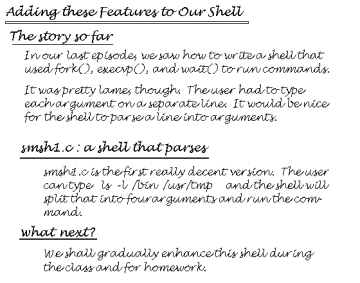 Adding these Features to Our Shell
The story so far
In our last episode, we saw how to write a shell that
used fork(), execvp(), and wait() to run commands.
It was pretty lame, though. The user had to type
each argument on a separate line. It would be nice
for the shell to parse a line into arguments.
smsh1.c : a shell that parses
smsh1.c is the first really decent version. The user
can type ls -l /bin /usr/tmp and the shell will
split that into four arguments and run the com-
mand.
what next?
We shall gradually enhance this shell during
the class and for homework.